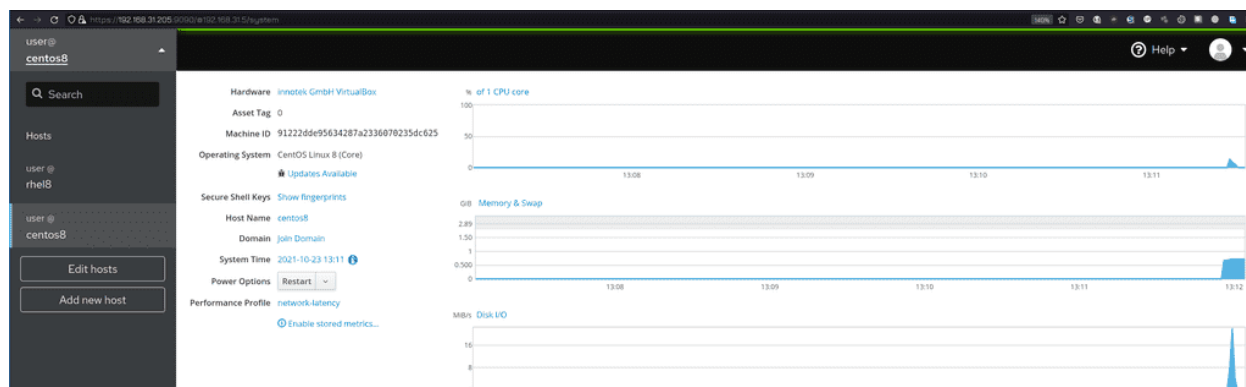 https://192.168.31.205:9090/@192.168.31.5/system
140%
user@
centos8
Help
Search
Hosts
user @
rhel8
user @
centos8
Edit hosts
Add new host
Hardware innotek GmbH VirtualBox
Asset Tag 0
Machine ID 91222dde95634287a2336070235dc625
Operating System CentOS Linux 8 (Core)
Updates Available
Secure Shell Keys Show fingerprints
Host Name centos8
Domain Join Domain
System Time 2021-10-23 13:11
Power Options Restart
Performance Profile network-latency
Enable stored metrics...
% of 1 CPU core
100
50
0
13:08 13:09 13:10 13:11
GiB Memory & Swap
2.89
1.50
1
0.500
0
13:08 13:09 13:10 13:11 13:12
MiB/s Disk I/O
16
8